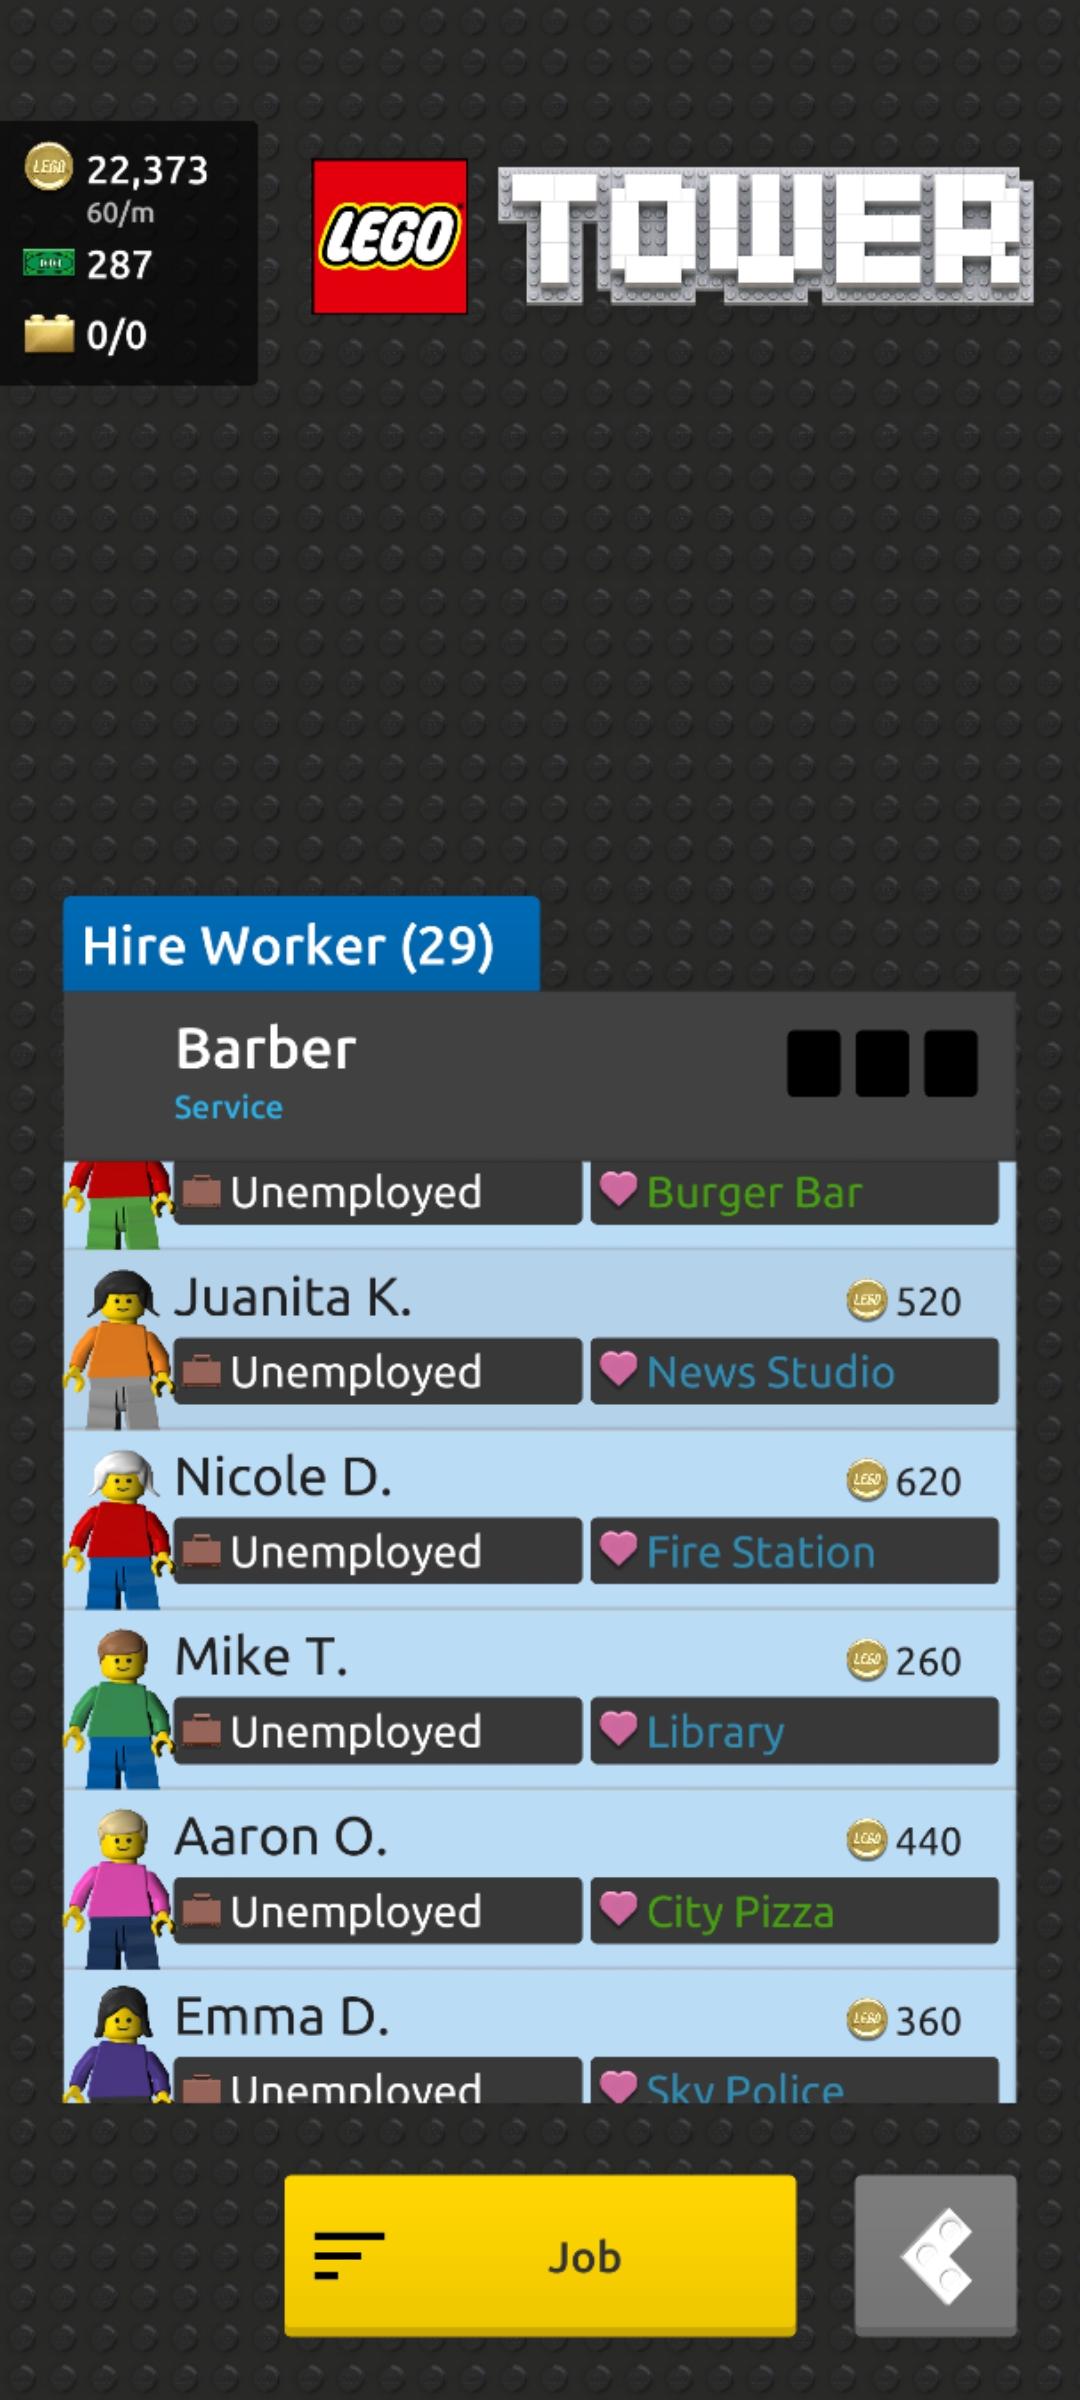 22,373
60/m
287
0/0
LEGO TOWER
Hire Worker (29)
Barber
Service
Unemployed Burger Bar
Juanita K. 520
Unemployed News Studio
Nicole D. 620
Unemployed Fire Station
Mike T. 260
Unemployed Library
Aaron O. 440
Unemployed City Pizza
Emma D. 360
Unemployed Sky Police
Job